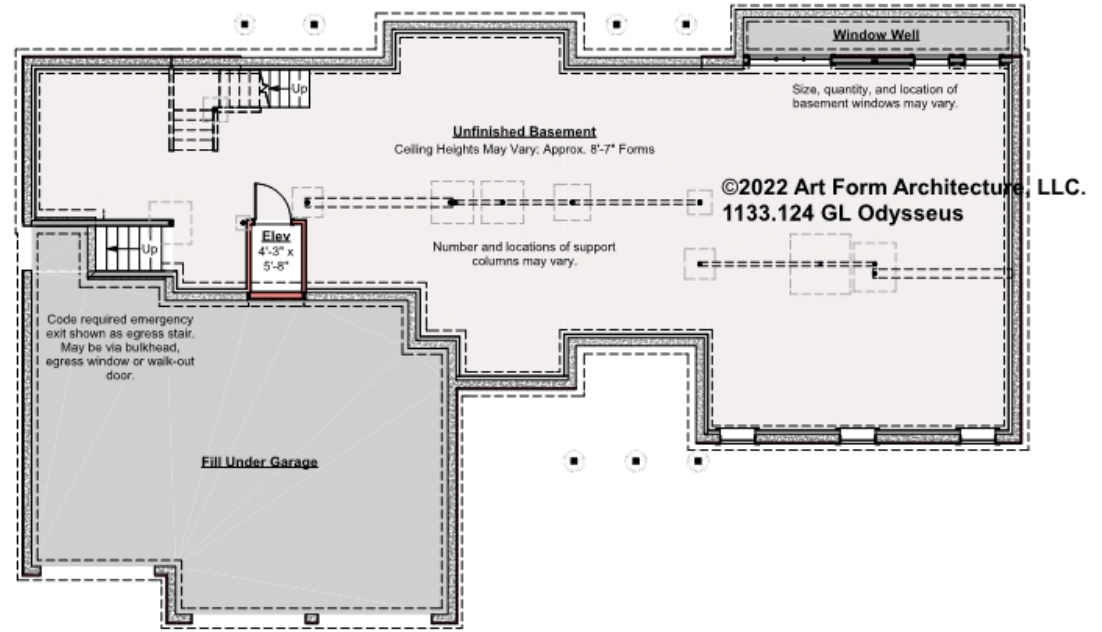 Window Well
Size, quantity, and location of
basement windows may vary.
Up
Unfinished Basement
Ceiling Heights May Vary: Approx. 8'-7" Forms
©2022 Art Form Architecture, LLC.
1133.124 GL Odysseus
Elev
4'-3" x
5'-8"
Up
Number and locations of support
columns may vary.
Code required emergency
exit shown as egress stair.
May be via bulkhead,
egress window or walk-out
door.
Fill Under Garage